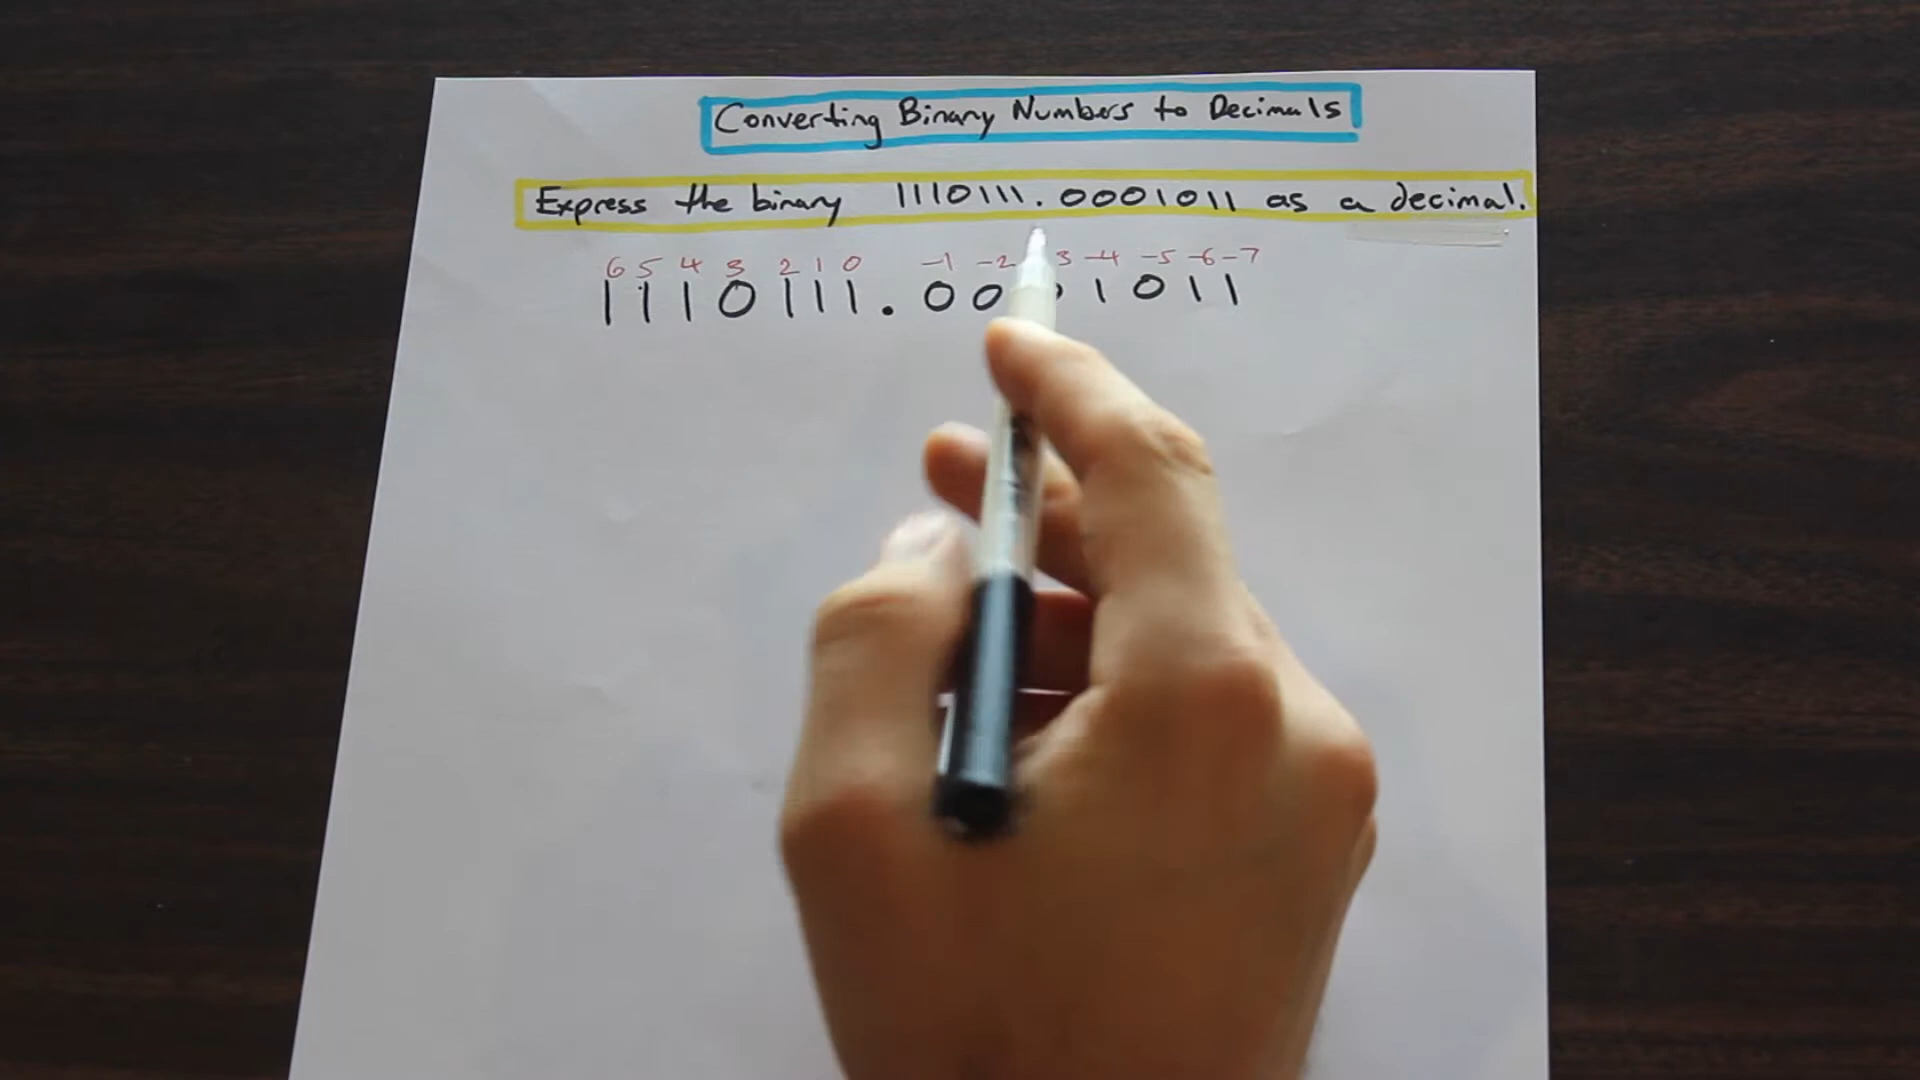 Converting Binary Numbers to Decimals
Express the binary 1110111.0001011 as a decimal.
6 5 4 3 2 1 0 -1 -2 3 -4 -5 -6 -7
1110111.00 1011